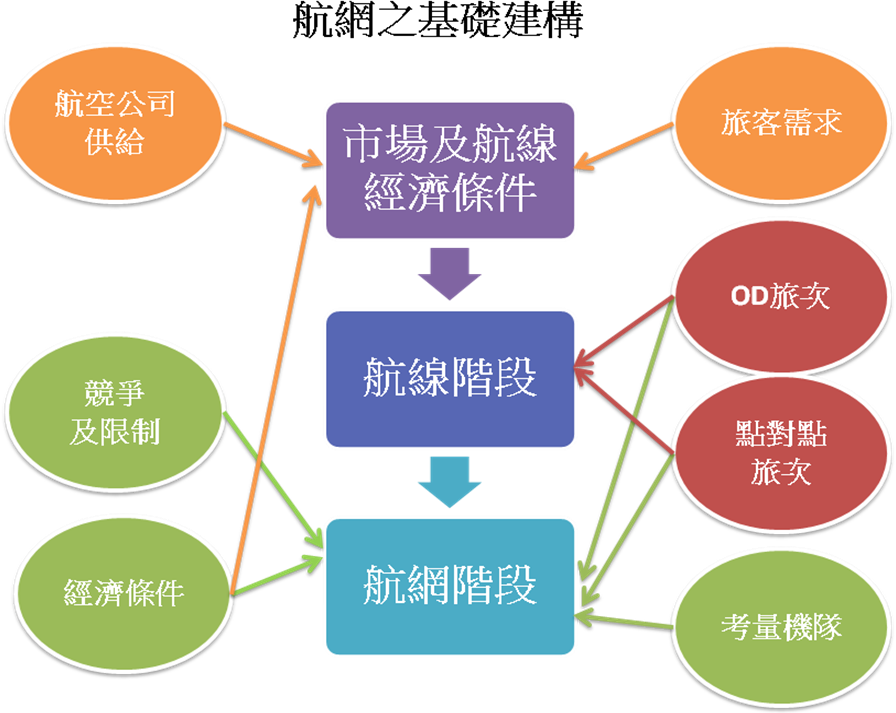 航網之基礎建構
航空公司
供給
市場及航線
經濟條件
旅客需求
OD旅次
航線階段
競爭
及限制
點對點
旅次
經濟條件
航網階段
考量機隊